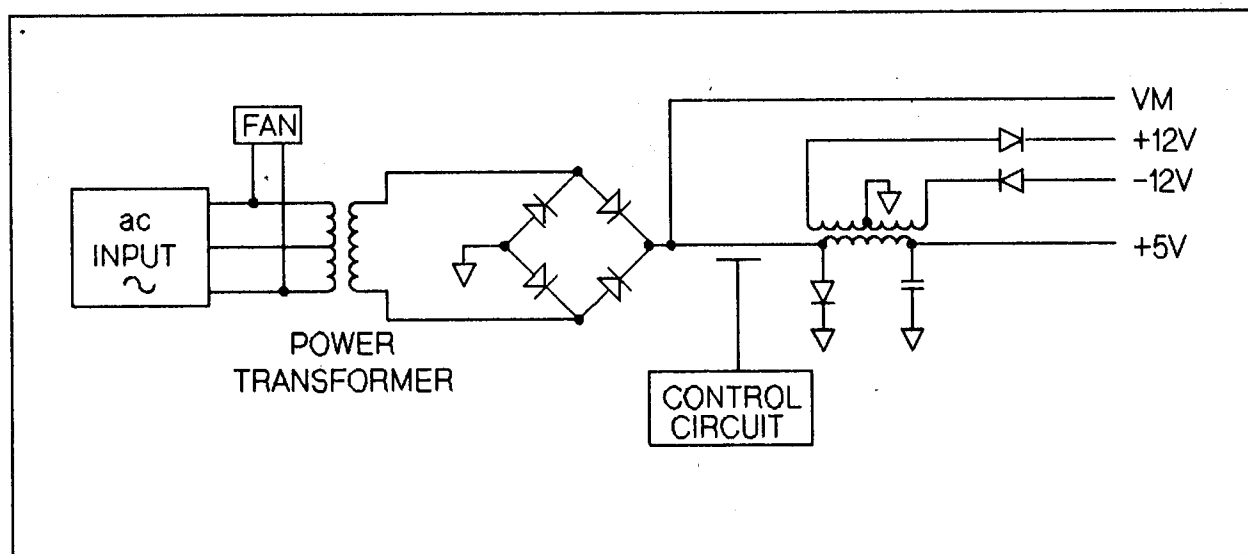 VM
+12V
-12V
+5V
FAN
ac
INPUT
POWER
TRANSFORMER
CONTROL
CIRCUIT